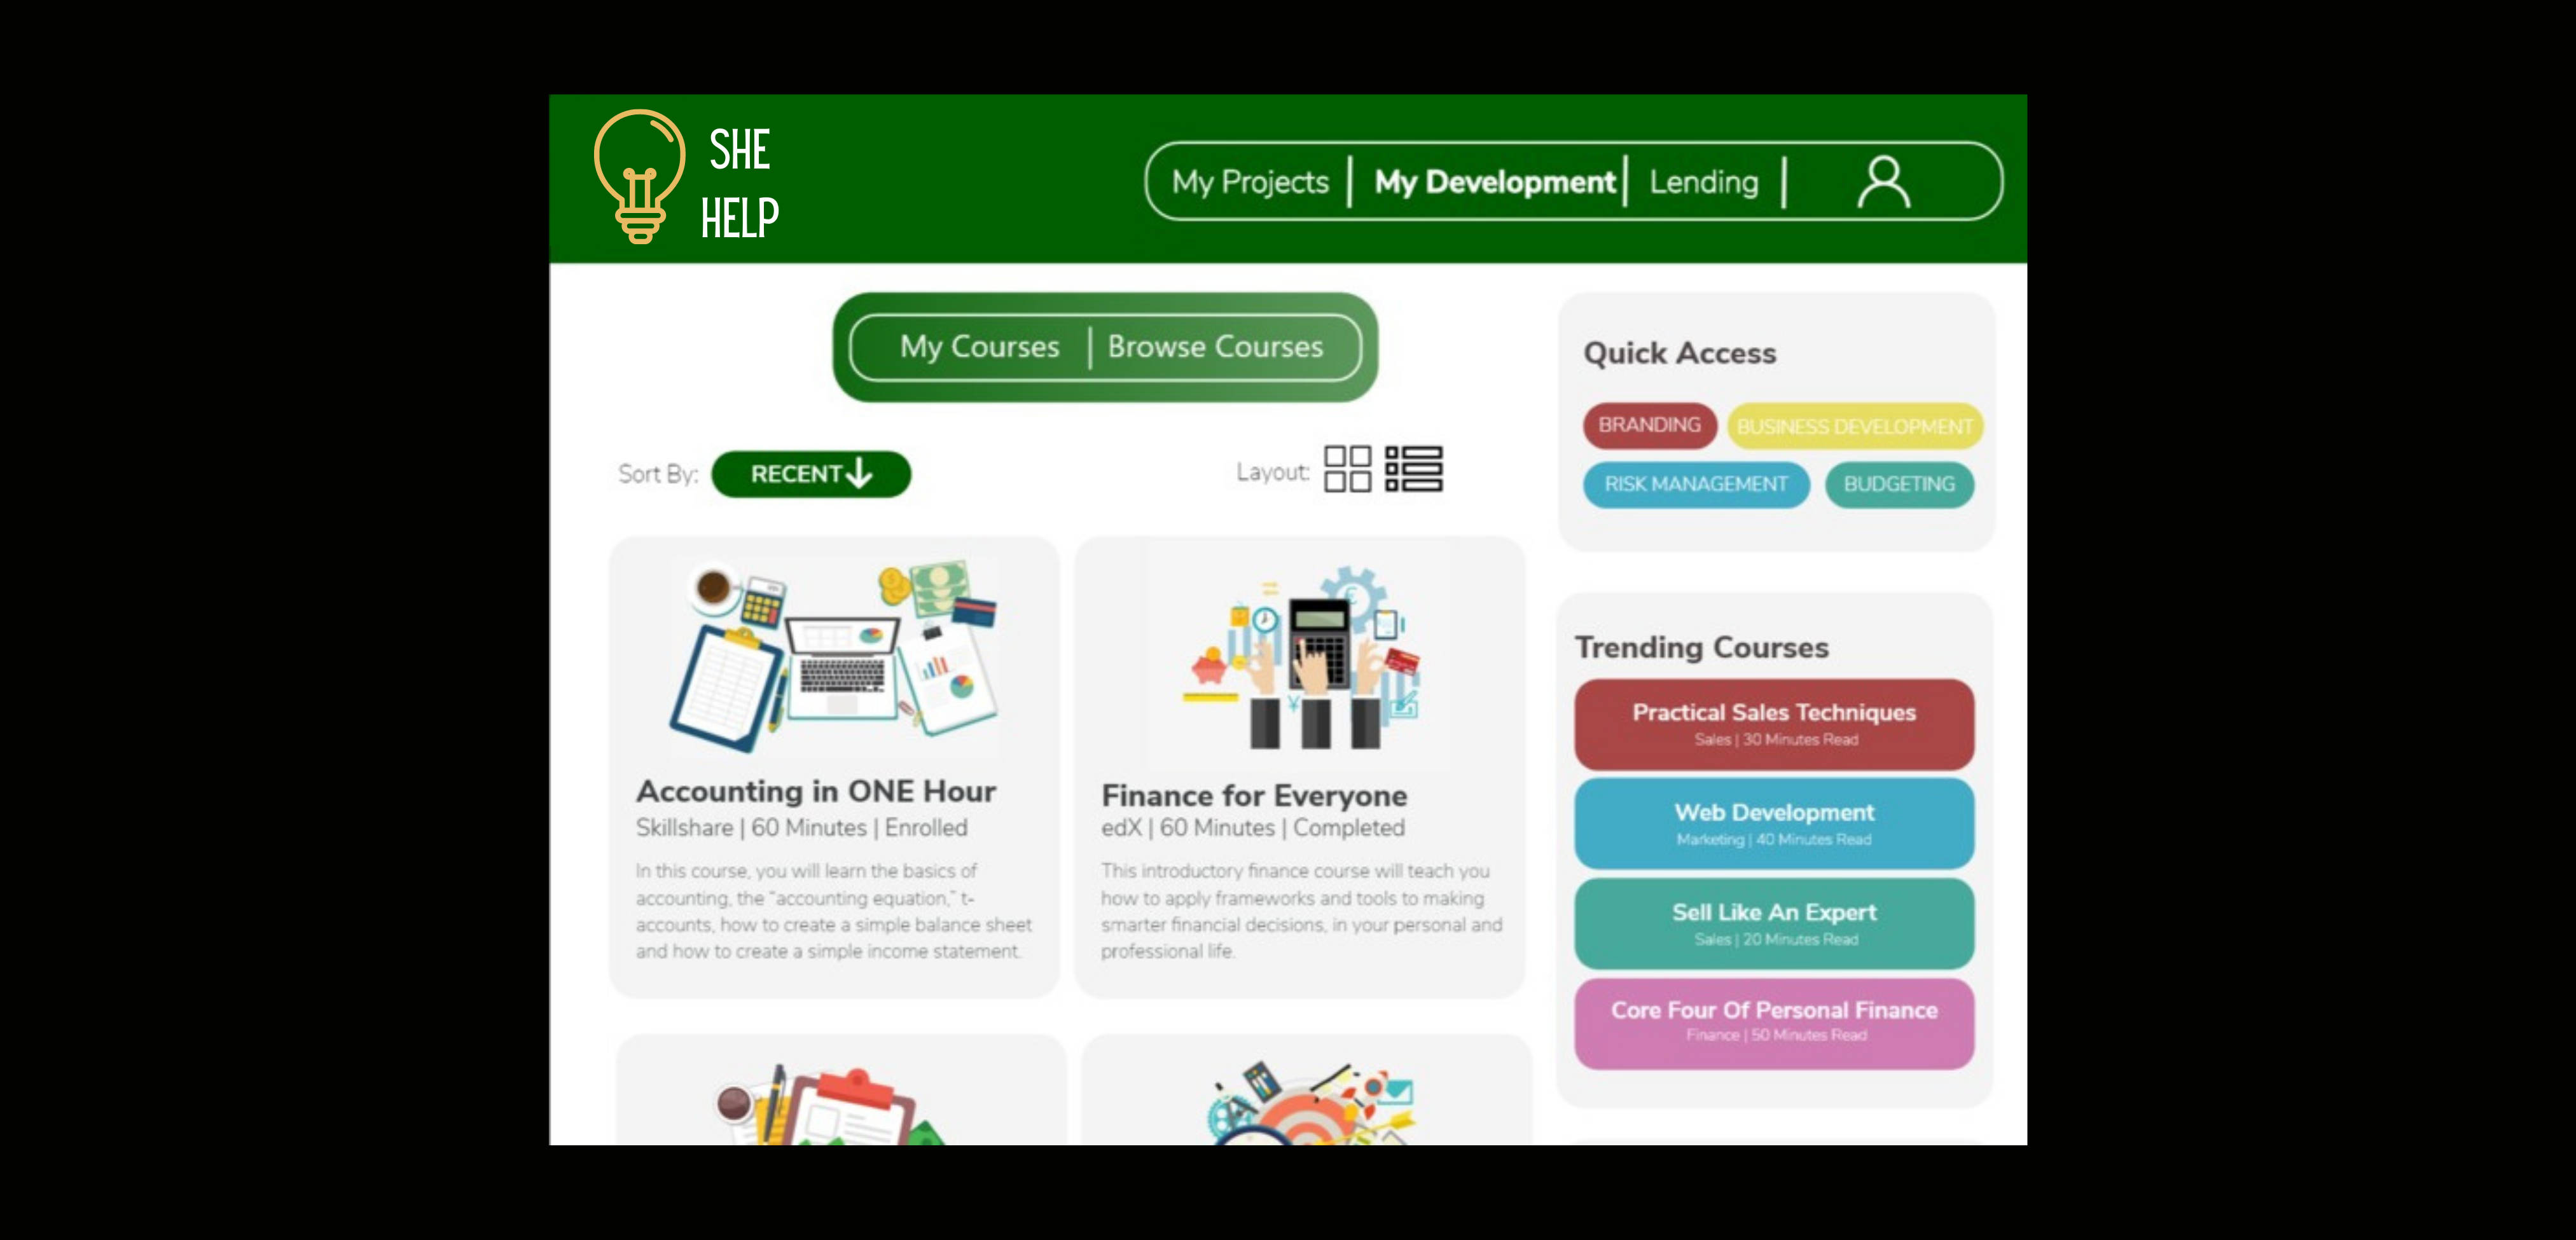 SHE
HELP
My Projects | My Development | Lending |
My Courses | Browse Courses
Sort By: RECENT
Layout:
Accounting in ONE Hour
Skillshare | 60 Minutes | Enrolled
In this course, you will learn the basics of
accounting, the “accounting equation,” t-
accounts, how to create a simple balance sheet
and how to create a simple income statement.
Finance for Everyone
edX | 60 Minutes | Completed
This introductory finance course will teach you
how to apply frameworks and tools to making
smarter financial decisions, in your personal and
professional life.
Quick Access
BRANDING
BUSINESS DEVELOPMENT
RISK MANAGEMENT
BUDGETING
Trending Courses
Practical Sales Techniques
Sales | 30 Minutes Read
Web Development
Marketing | 40 Minutes Read
Sell Like An Expert
Sales | 20 Minutes Read
Core Four Of Personal Finance
Finance | 50 Minutes Read